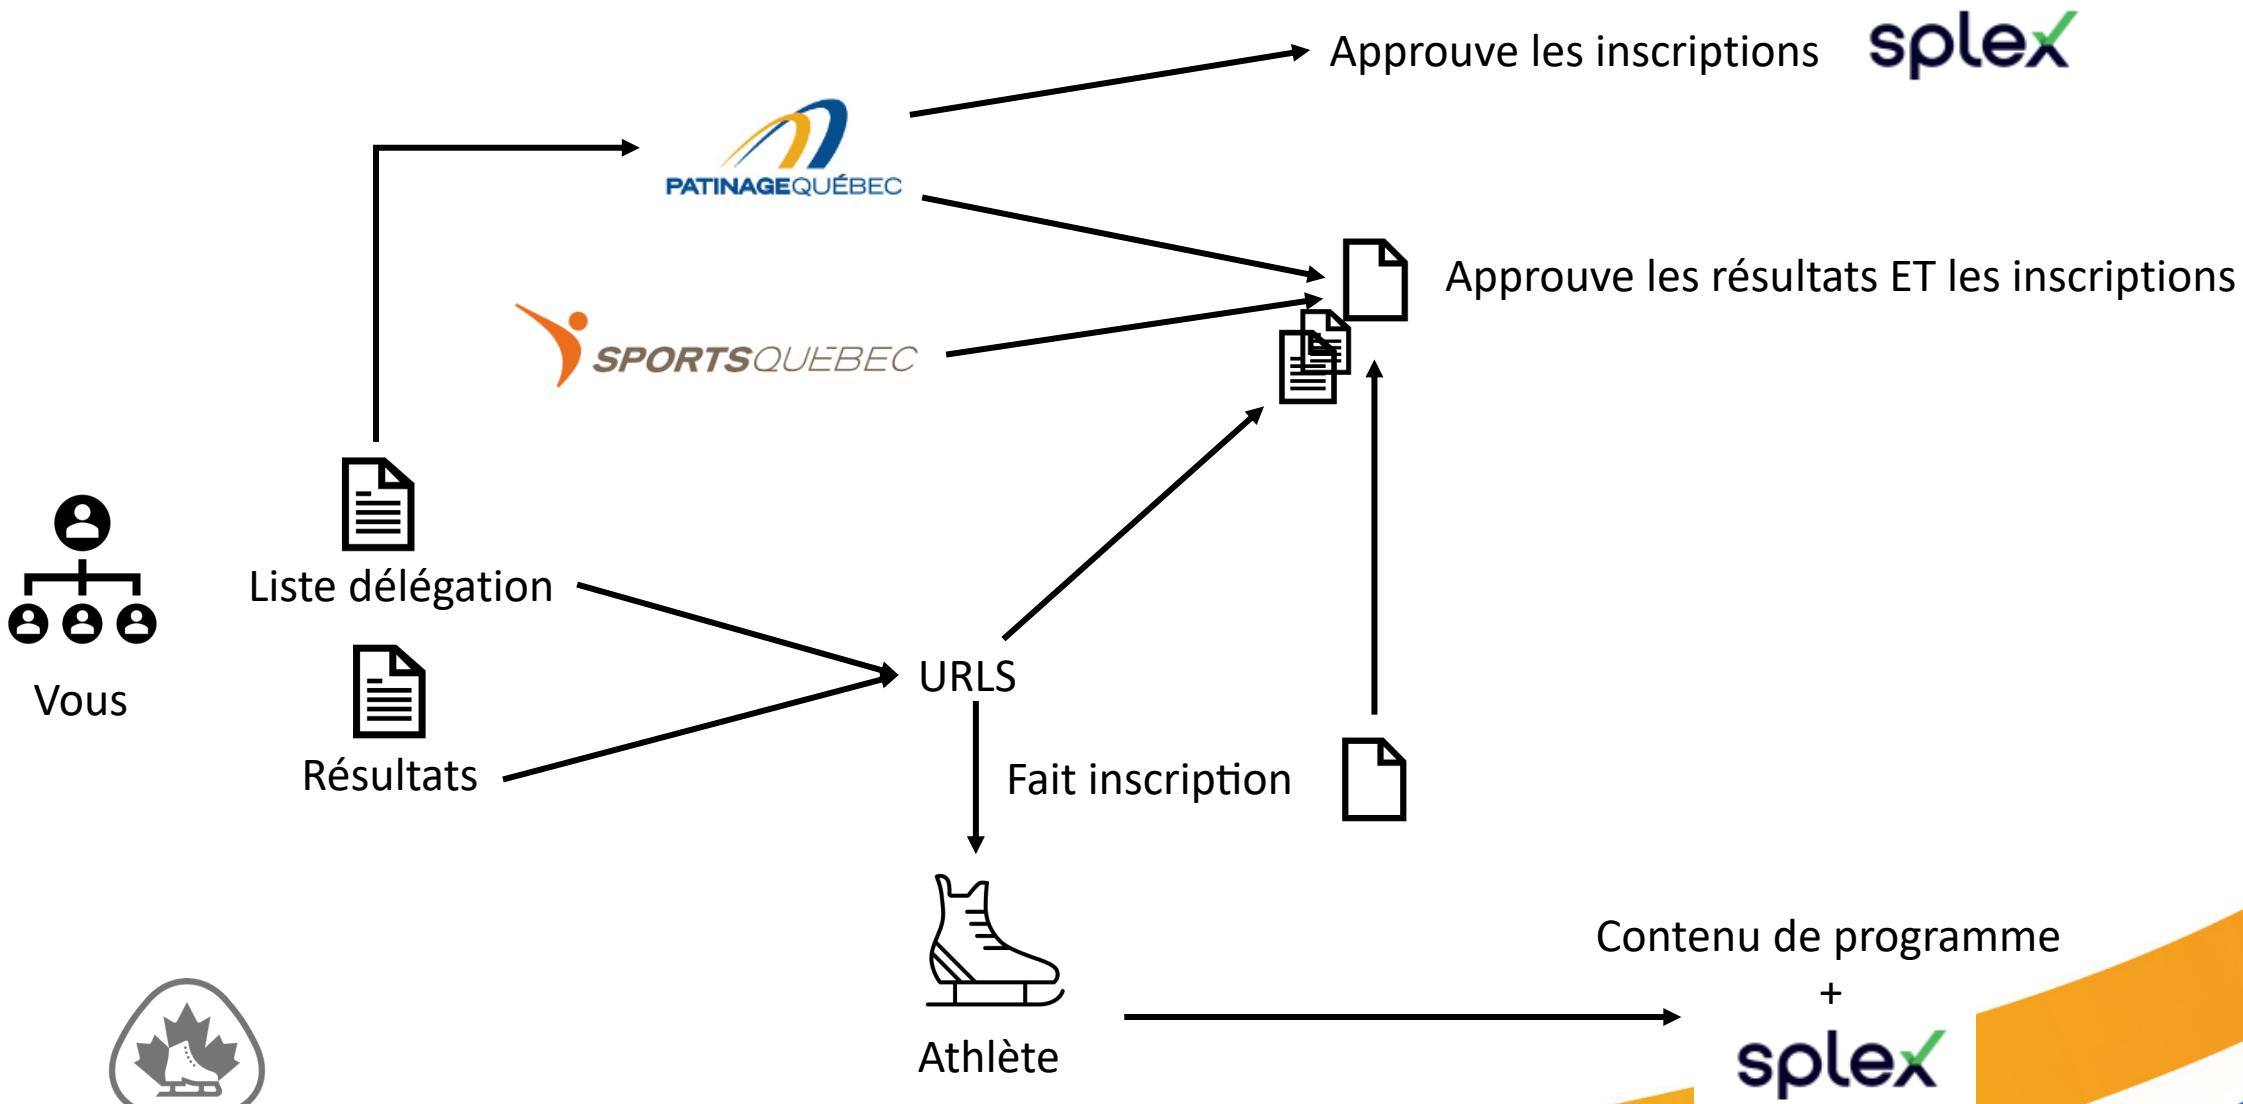 Approuve les inscriptions
splex
PATINAGEQUÉBEC
Approuve les résultats ET les inscriptions
SPORTSQUÉBEC
Liste délégation
URLS
Vous
Résultats
Fait inscription
Contenu de programme
+
splex
Athlète